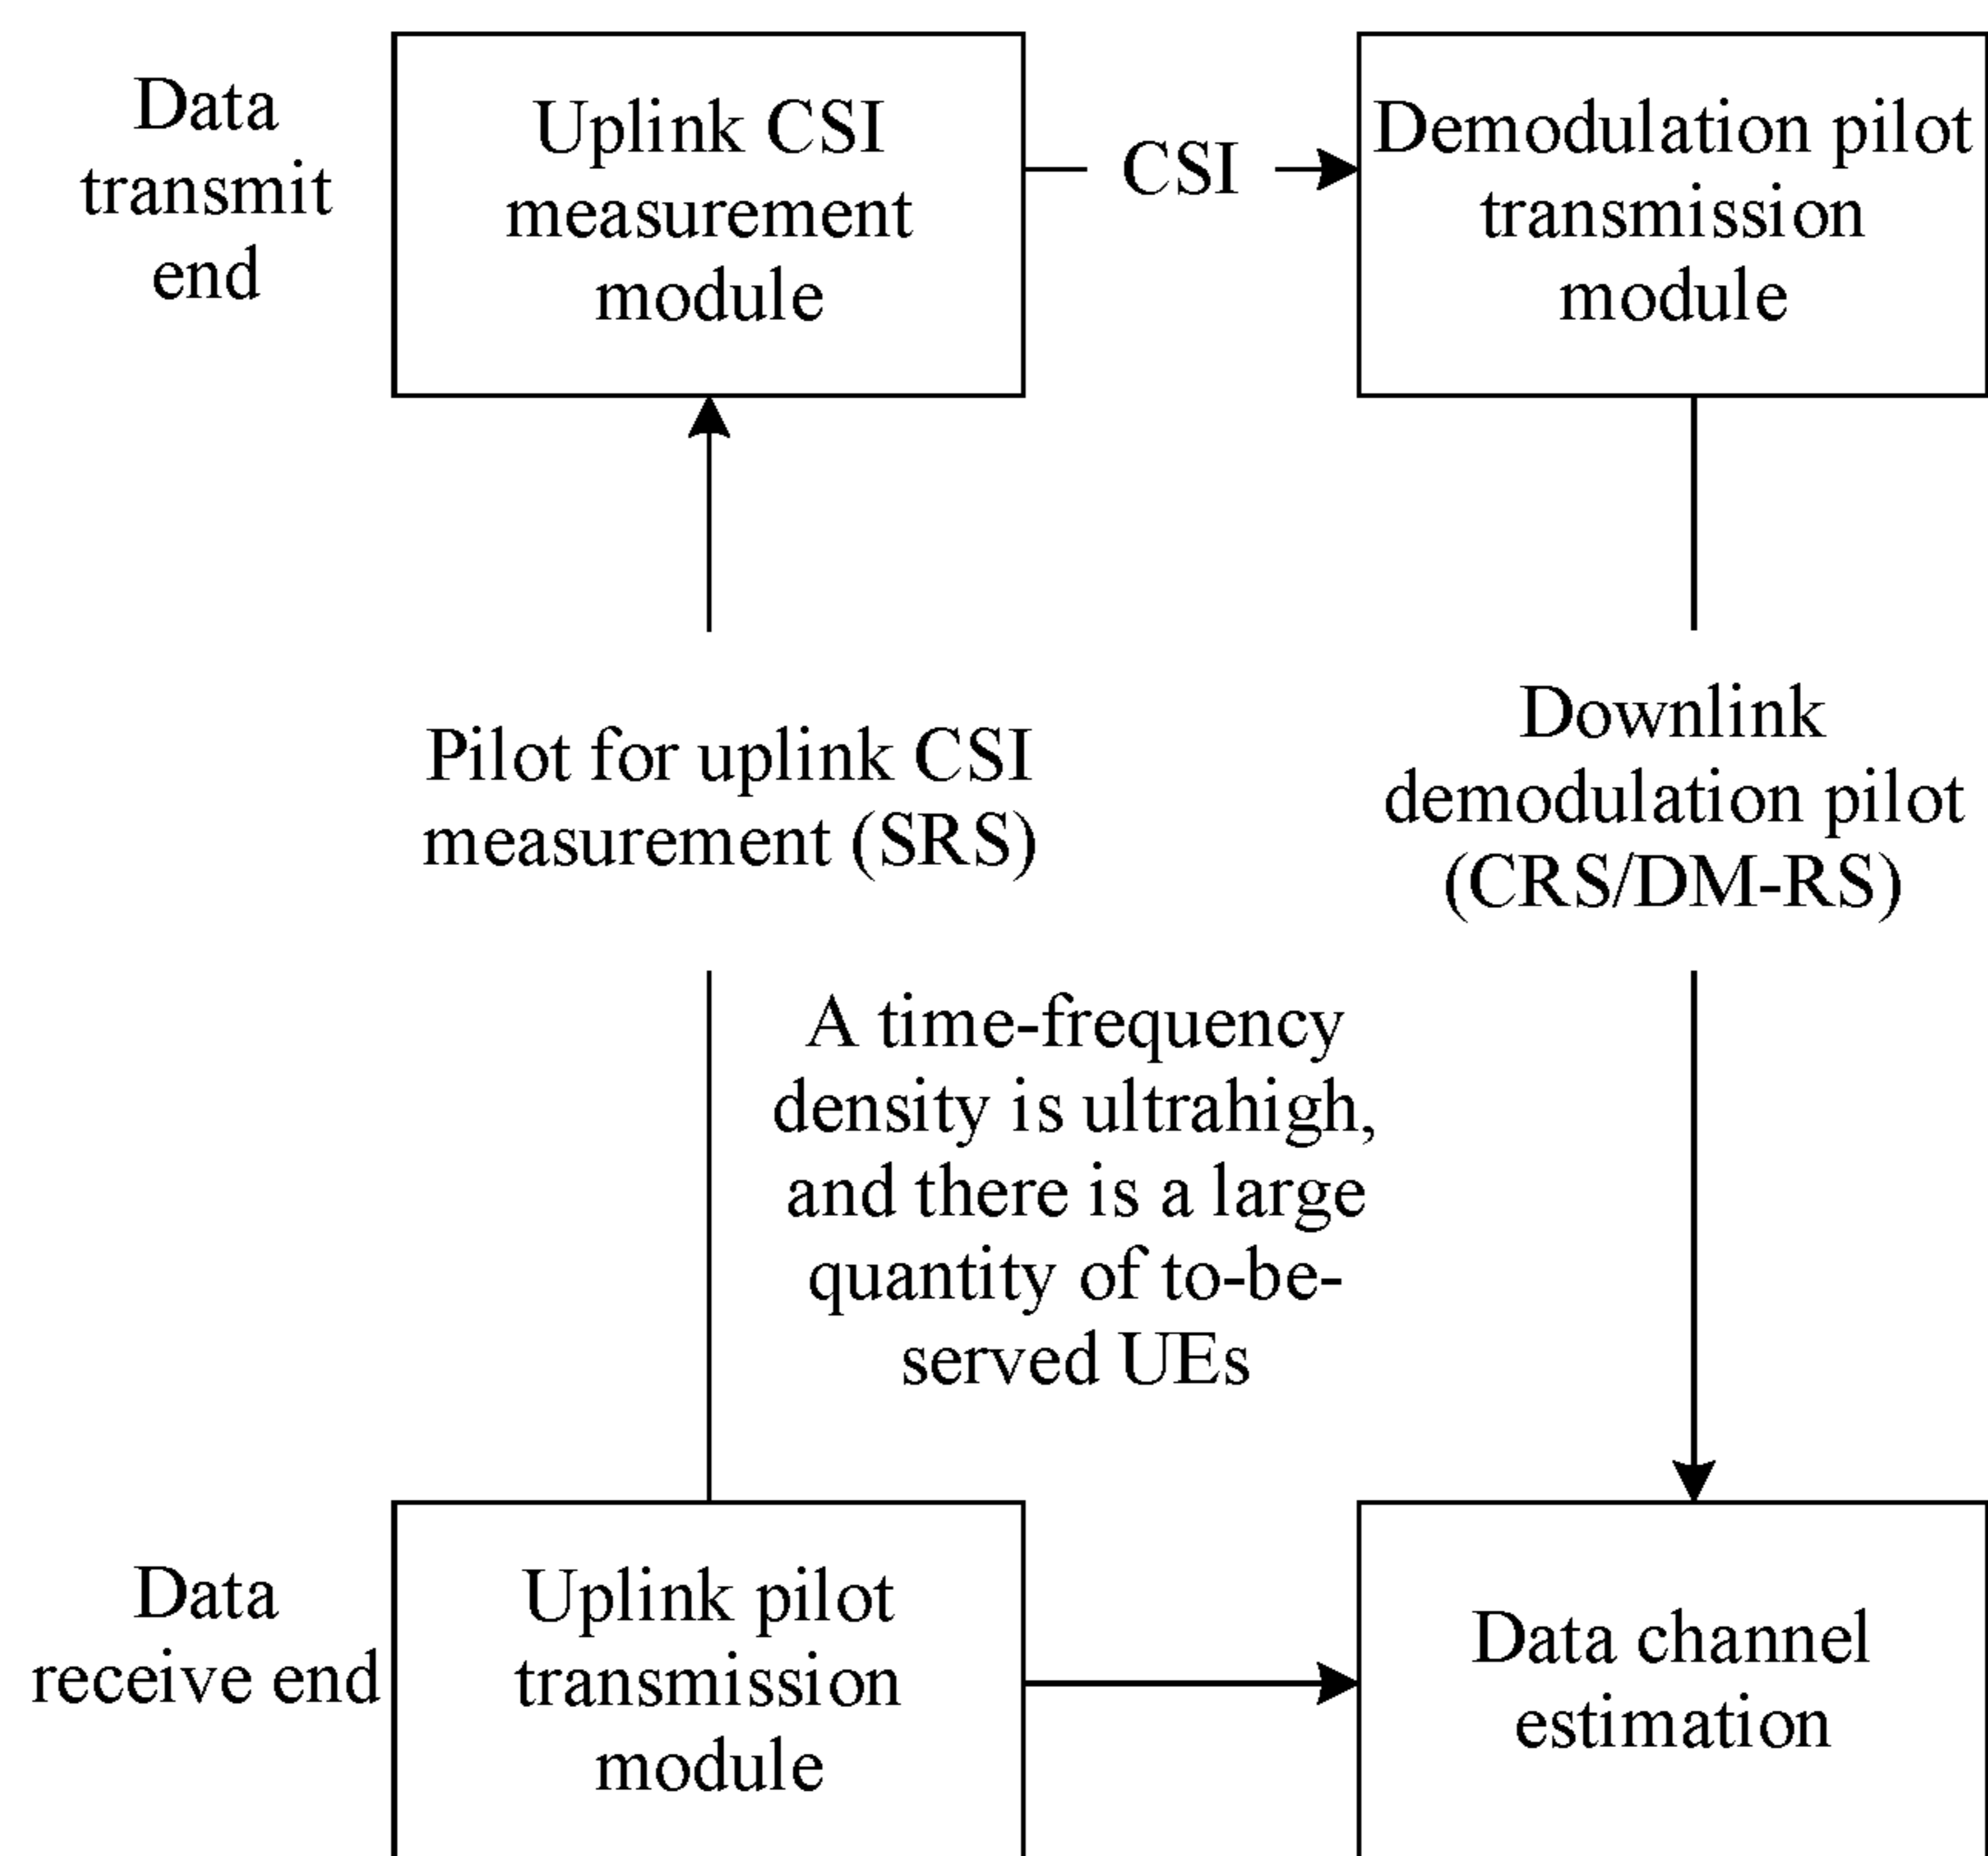 Data
transmit
end
Uplink CSI
measurement
module
CSI
Demodulation pilot
transmission
module
Pilot for uplink CSI
measurement (SRS)
Downlink
demodulation pilot
(CRS/DM-RS)
A time-frequency
density is ultrahigh,
and there is a large
quantity of to-be-
served UEs
Data
receive end
Uplink pilot
transmission
module
Data channel
estimation